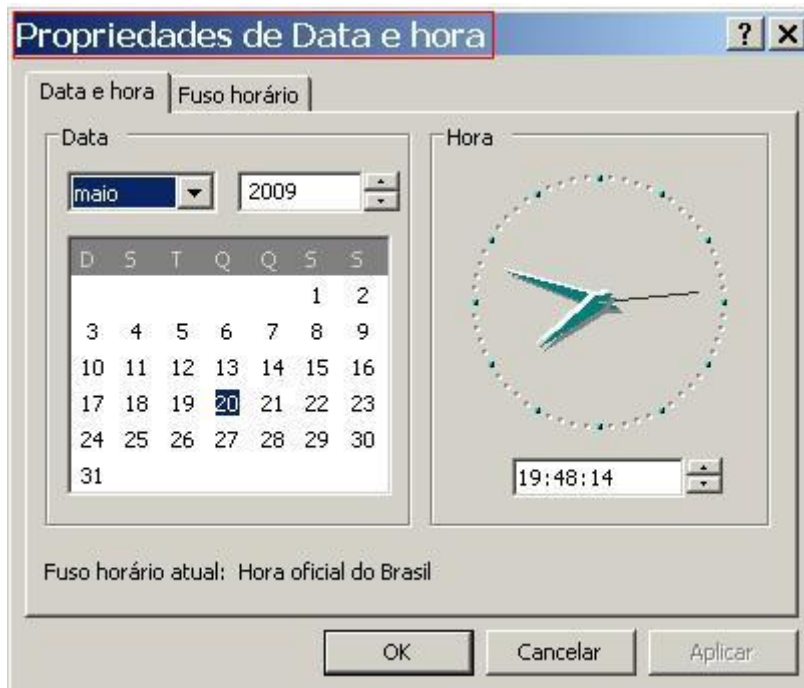 Propriedades de Data e hora
Data e hora
Fuso horário
Data
maio
2009
D S T Q Q S S
1 2
3 4 5 6 7 8 9
10 11 12 13 14 15 16
17 18 19 20 21 22 23
24 25 26 27 28 29 30
31
Hora
19:48:14
Fuso horário atual: Hora oficial do Brasil
OK
Cancelar
Aplicar